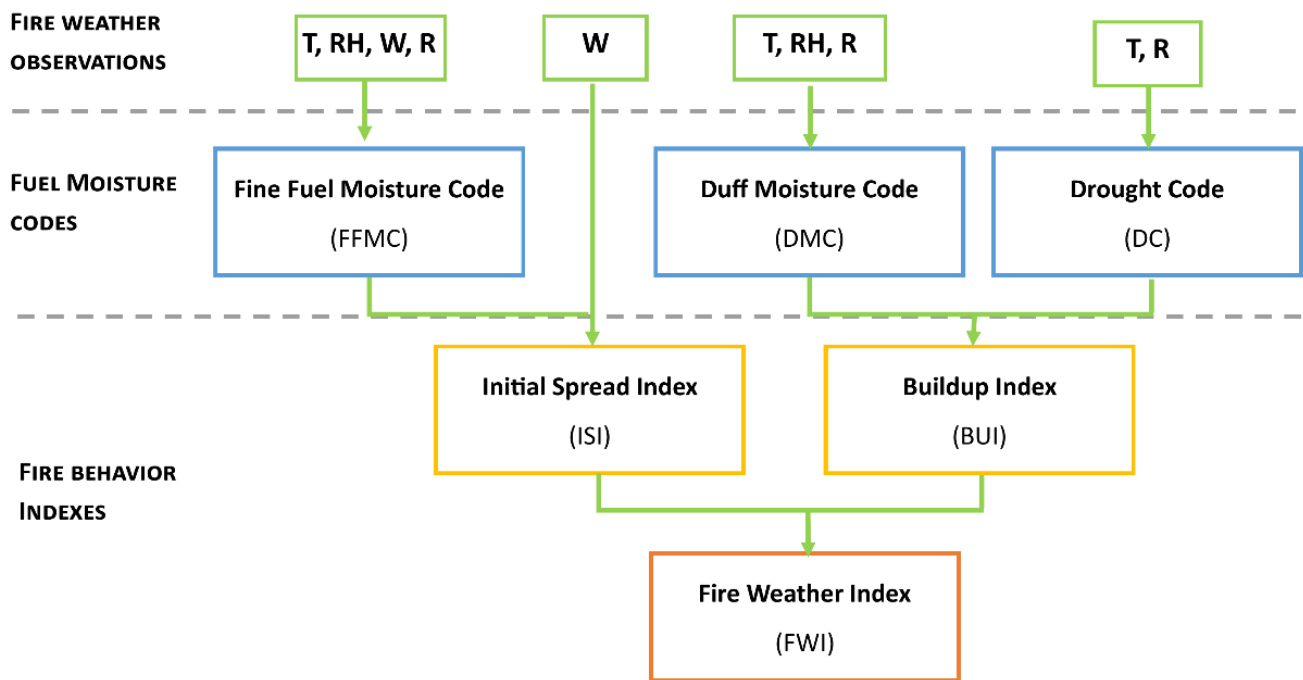 FIRE WEATHER
OBSERVATIONS
T, RH, W, R
W
T, RH, R
T, R
FUEL MOISTURE
CODES
Fine Fuel Moisture Code
(FFMC)
Duff Moisture Code
(DMC)
Drought Code
(DC)
Initial Spread Index
(ISI)
Buildup Index
(BUI)
FIRE BEHAVIOR
INDEXES
Fire Weather Index
(FWI)